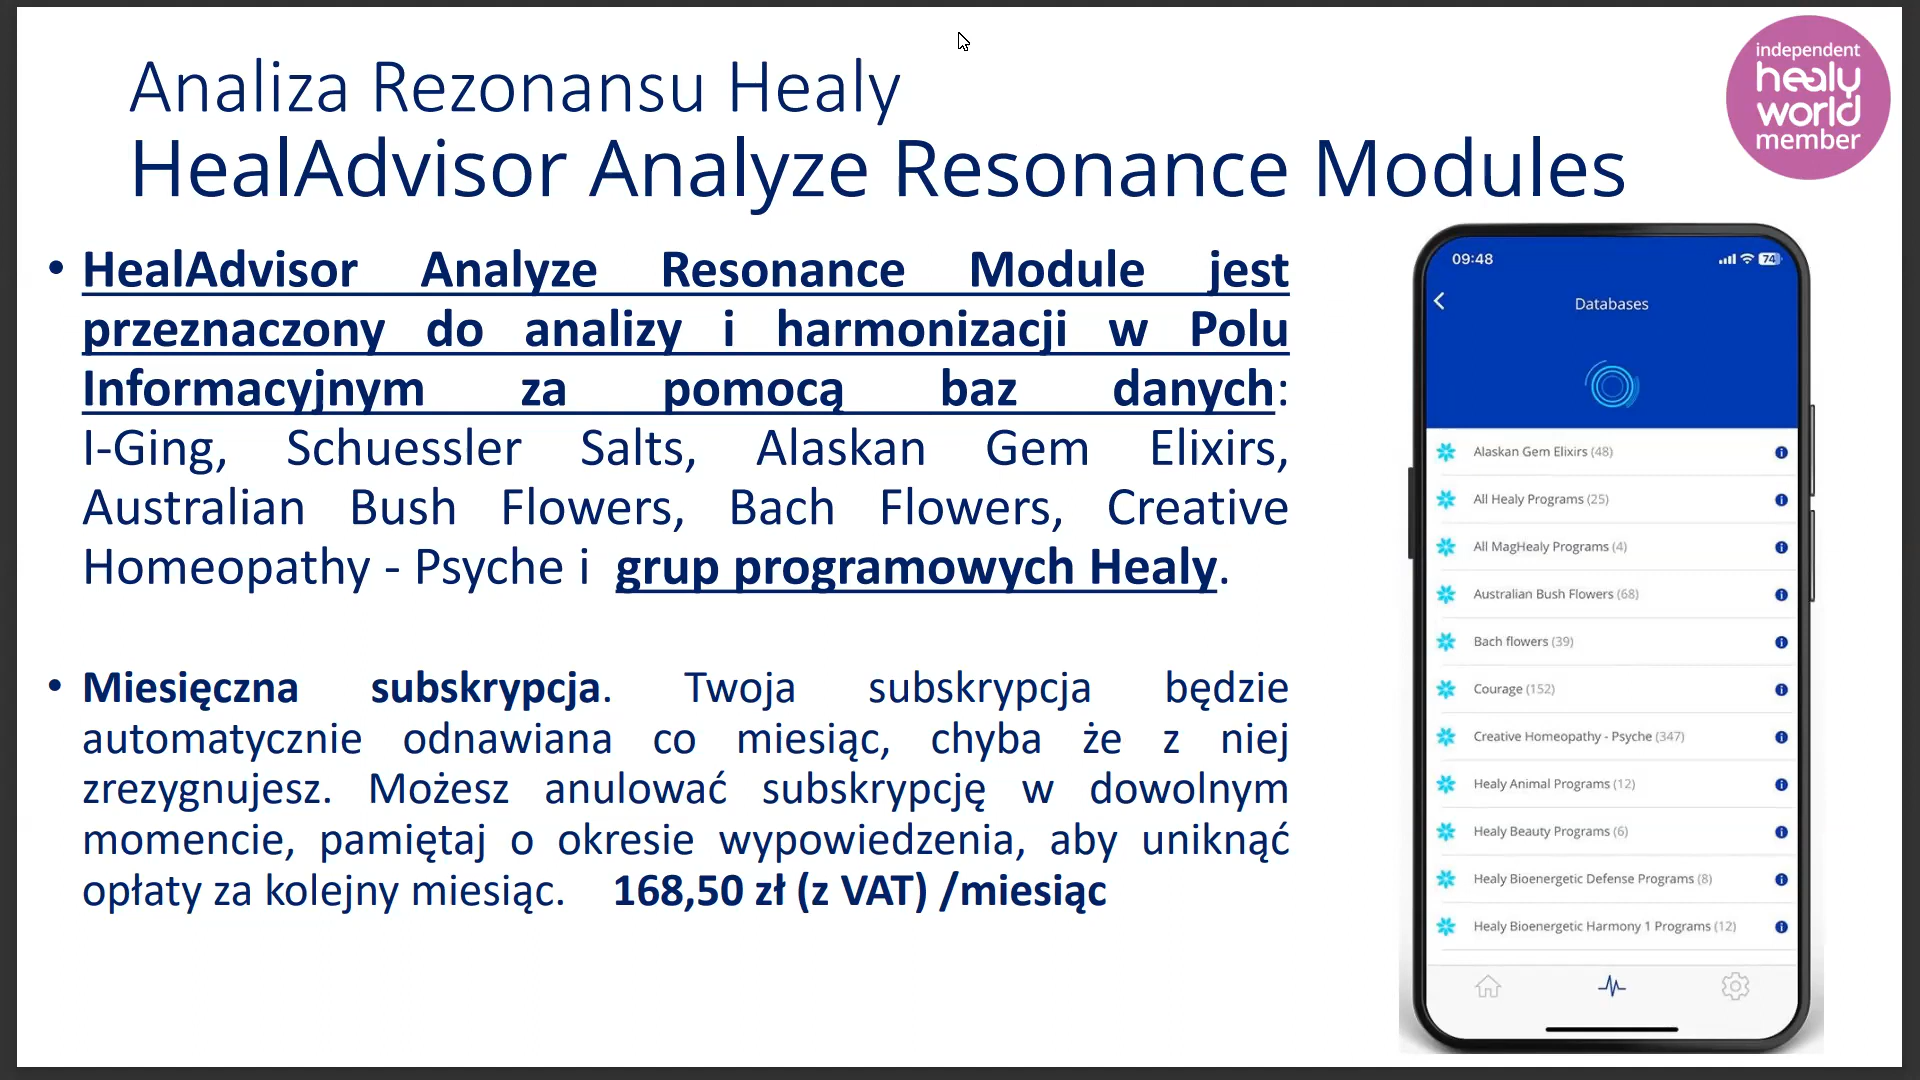 Analiza Rezonansu Healy
HealAdvisor Analyze Resonance Modules
independent
healy
world
member
• HealAdvisor Analyze Resonance Module jest
przeznaczony do analizy i harmonizacji w Polu
Informacyjnym za pomocą baz danych:
I-Ging, Schuessler Salts, Alaskan Gem Elixirs,
Australian Bush Flowers, Bach Flowers, Creative
Homeopathy - Psyche i grup programowych Healy.
• Miesięczna subskrypcja. Twoja subskrypcja będzie
automatycznie odnawiana co miesiąc, chyba że z niej
zrezygnujesz. Możesz anulować subskrypcję w dowolnym
momencie, pamiętaj o okresie wypowiedzenia, aby uniknąć
opłaty za kolejny miesiąc. 168,50 zł (z VAT) /miesiąc
09:48
74
Databases
Alaskan Gem Elixirs (48)
All Healy Programs (25)
All MagHealy Programs (4)
Australian Bush Flowers (68)
Bach flowers (39)
Courage (152)
Creative Homeopathy - Psyche (347)
Healy Animal Programs (12)
Healy Beauty Programs (6)
Healy Bioenergetic Defense Programs (8)
Healy Bioenergetic Harmony 1 Programs (12)